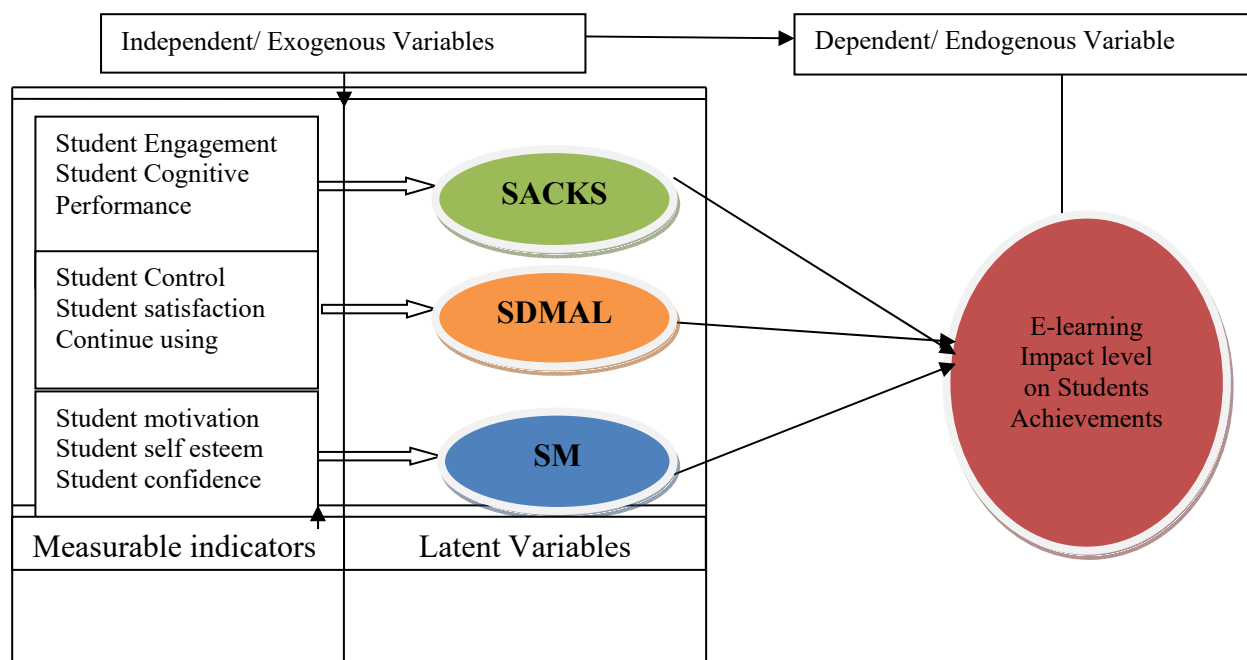 Independent/ Exogenous Variables
Dependent/ Endogenous Variable
Student Engagement
Student Cognitive
Performance
SACKS
Student Control
Student satisfaction
Continue using
SDMAL
Student motivation
Student self esteem
Student confidence
SM
E-learning
Impact level
on Students
Achievements
Measurable indicators
Latent Variables